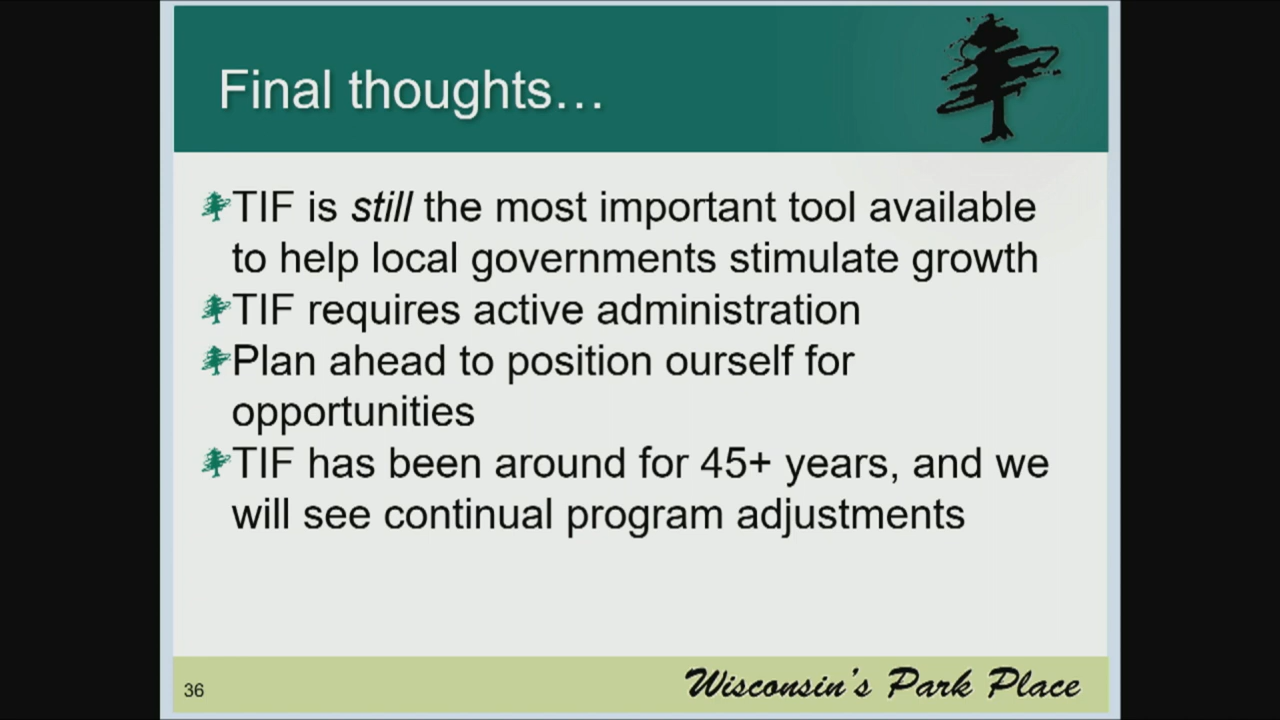 Final thoughts…
TIF is still the most important tool available
to help local governments stimulate growth
TIF requires active administration
Plan ahead to position ourself for
opportunities
TIF has been around for 45+ years, and we
will see continual program adjustments
36
Wisconsin's Park Place